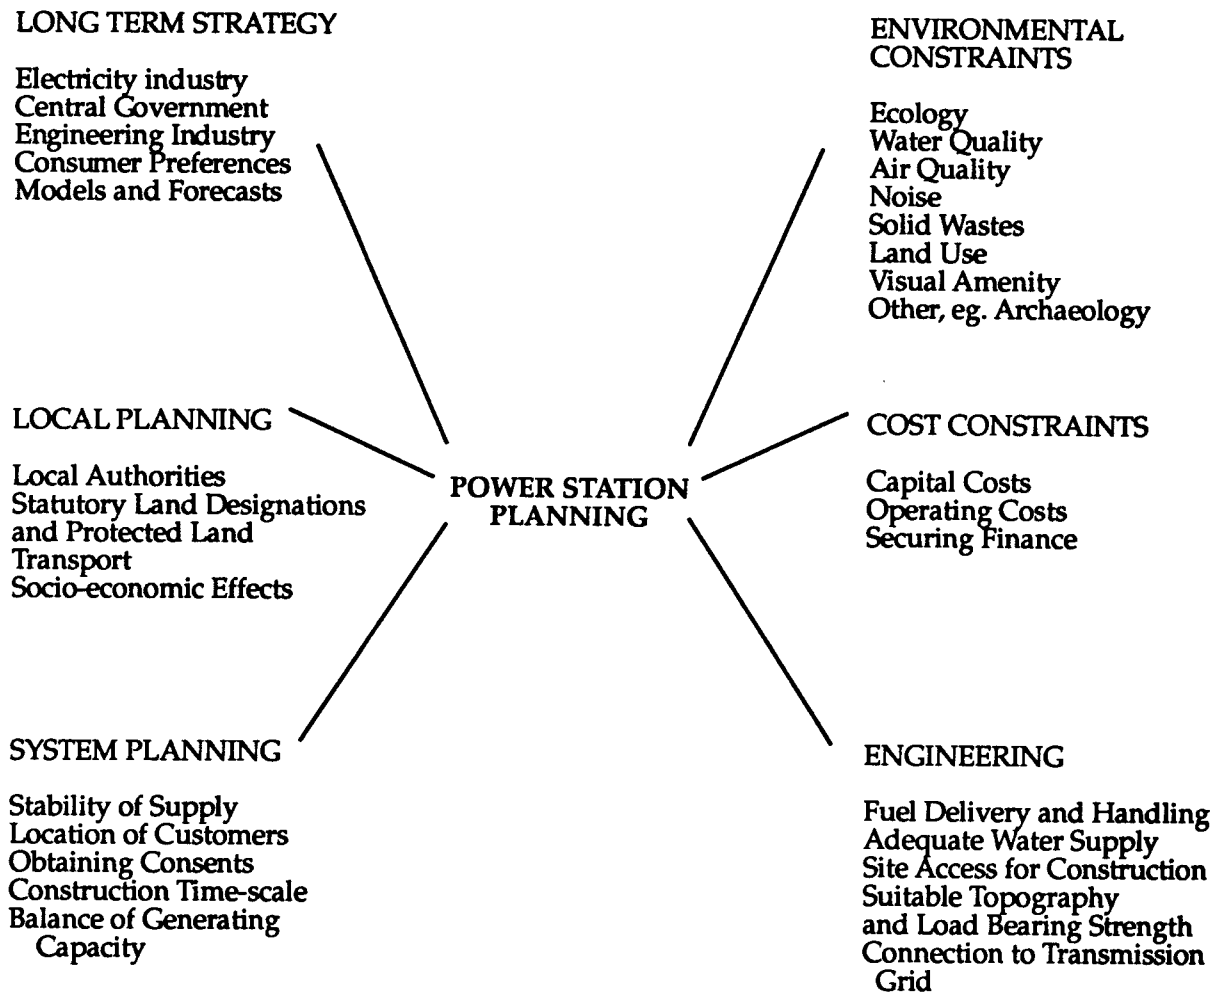 LONG TERM STRATEGY
Electricity industry
Central Government
Engineering Industry
Consumer Preferences
Models and Forecasts
ENVIRONMENTAL
CONSTRAINTS
Ecology
Water Quality
Air Quality
Noise
Solid Wastes
Land Use
Visual Amenity
Other, eg. Archaeology
LOCAL PLANNING
Local Authorities
Statutory Land Designations
and Protected Land
Transport
Socio-economic Effects
POWER STATION
PLANNING
COST CONSTRAINTS
Capital Costs
Operating Costs
Securing Finance
SYSTEM PLANNING
Stability of Supply
Location of Customers
Obtaining Consents
Construction Time-scale
Balance of Generating
Capacity
ENGINEERING
Fuel Delivery and Handling
Adequate Water Supply
Site Access for Construction
Suitable Topography
and Load Bearing Strength
Connection to Transmission
Grid